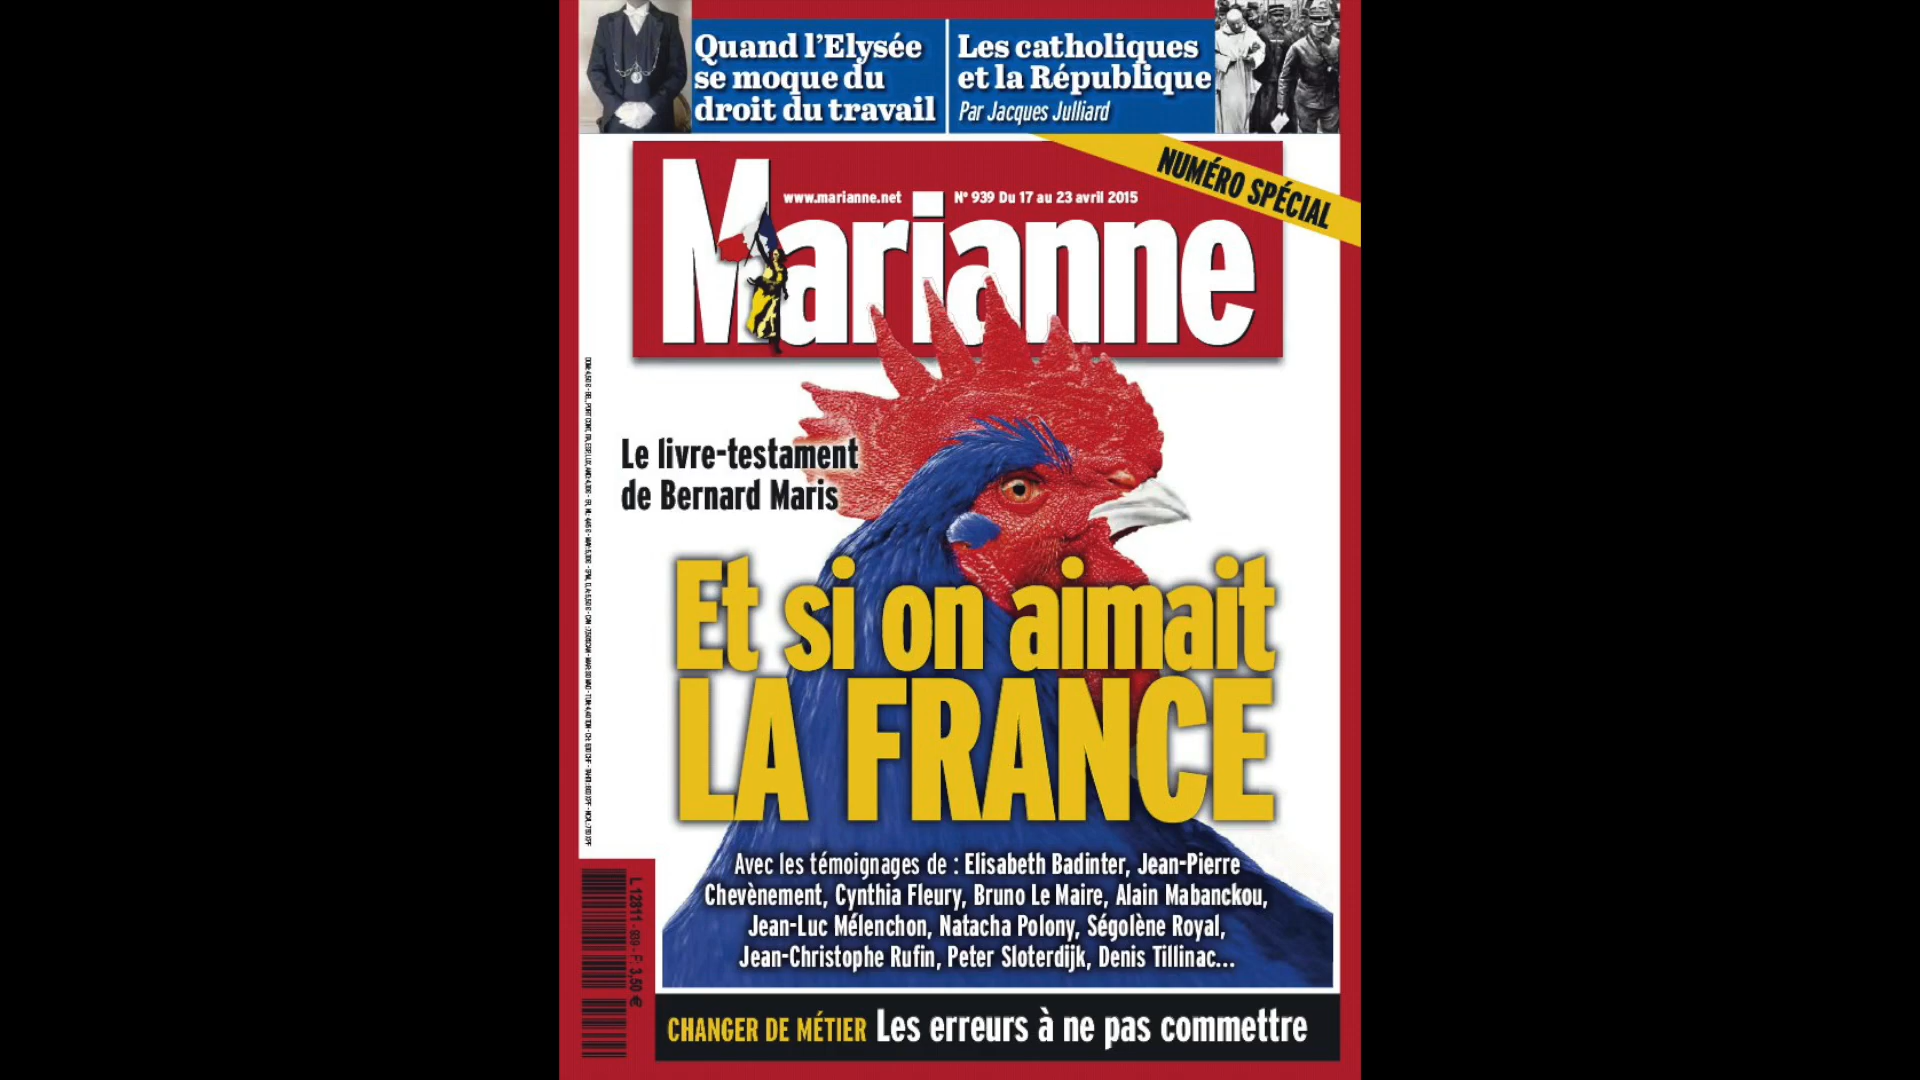 Quand l'Elysée
se moque du
droit du travail
Les catholiques
et la République
Par Jacques Julliard
NUMÉRO SPÉCIAL
www.marianne.net
N° 939 Du 17 au 23 avril 2015
Marianne
Le livre-testament
de Bernard Maris
Et si on aimait
LA FRANCE
Avec les témoignages de : Elisabeth Badinter, Jean-Pierre
Chevènement, Cynthia Fleury, Bruno Le Maire, Alain Mabanckou,
Jean-Luc Mélenchon, Natacha Polony, Ségolène Royal,
Jean-Christophe Rufin, Peter Sloterdijk, Denis Tillinac...
L 12811 - 939 - F: 3,50 €
CHANGER DE MÉTIER Les erreurs à ne pas commettre